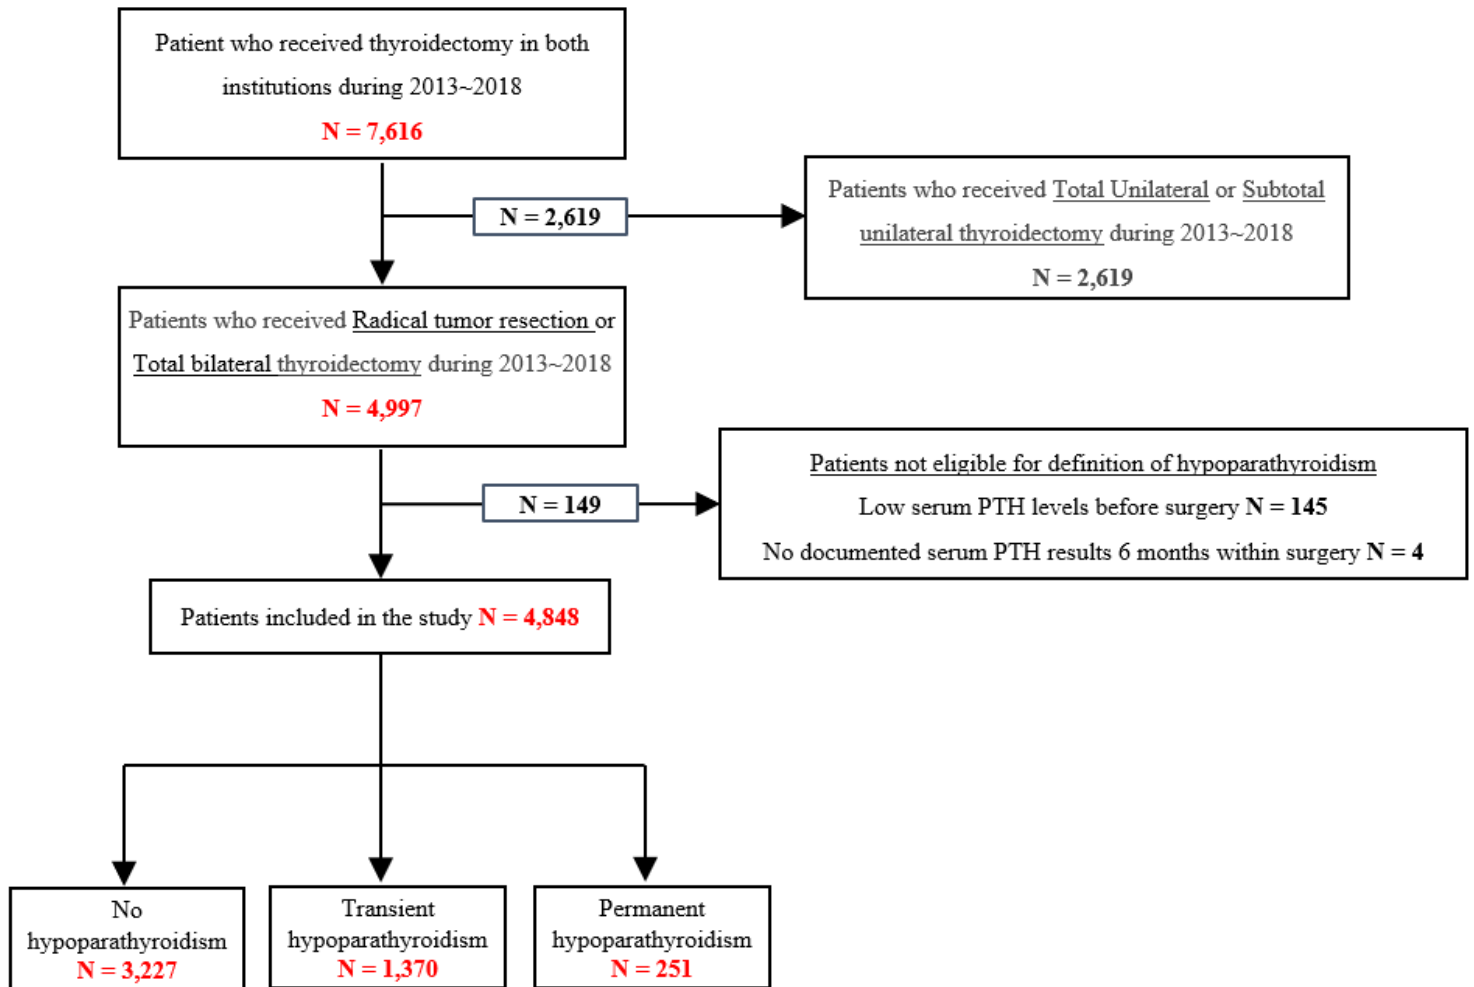 Patient who received thyroidectomy in both
institutions during 2013~2018
N = 7,616
N = 2,619
Patients who received Total Unilateral or Subtotal
unilateral thyroidectomy during 2013~2018
N = 2,619
Patients who received Radical tumor resection or
Total bilateral thyroidectomy during 2013~2018
N = 4,997
N = 149
Patients not eligible for definition of hypoparathyroidism
Low serum PTH levels before surgery N = 145
No documented serum PTH results 6 months within surgery N = 4
Patients included in the study N = 4,848
No
hypoparathyroidism
N = 3,227
Transient
hypoparathyroidism
N = 1,370
Permanent
hypoparathyroidism
N = 251